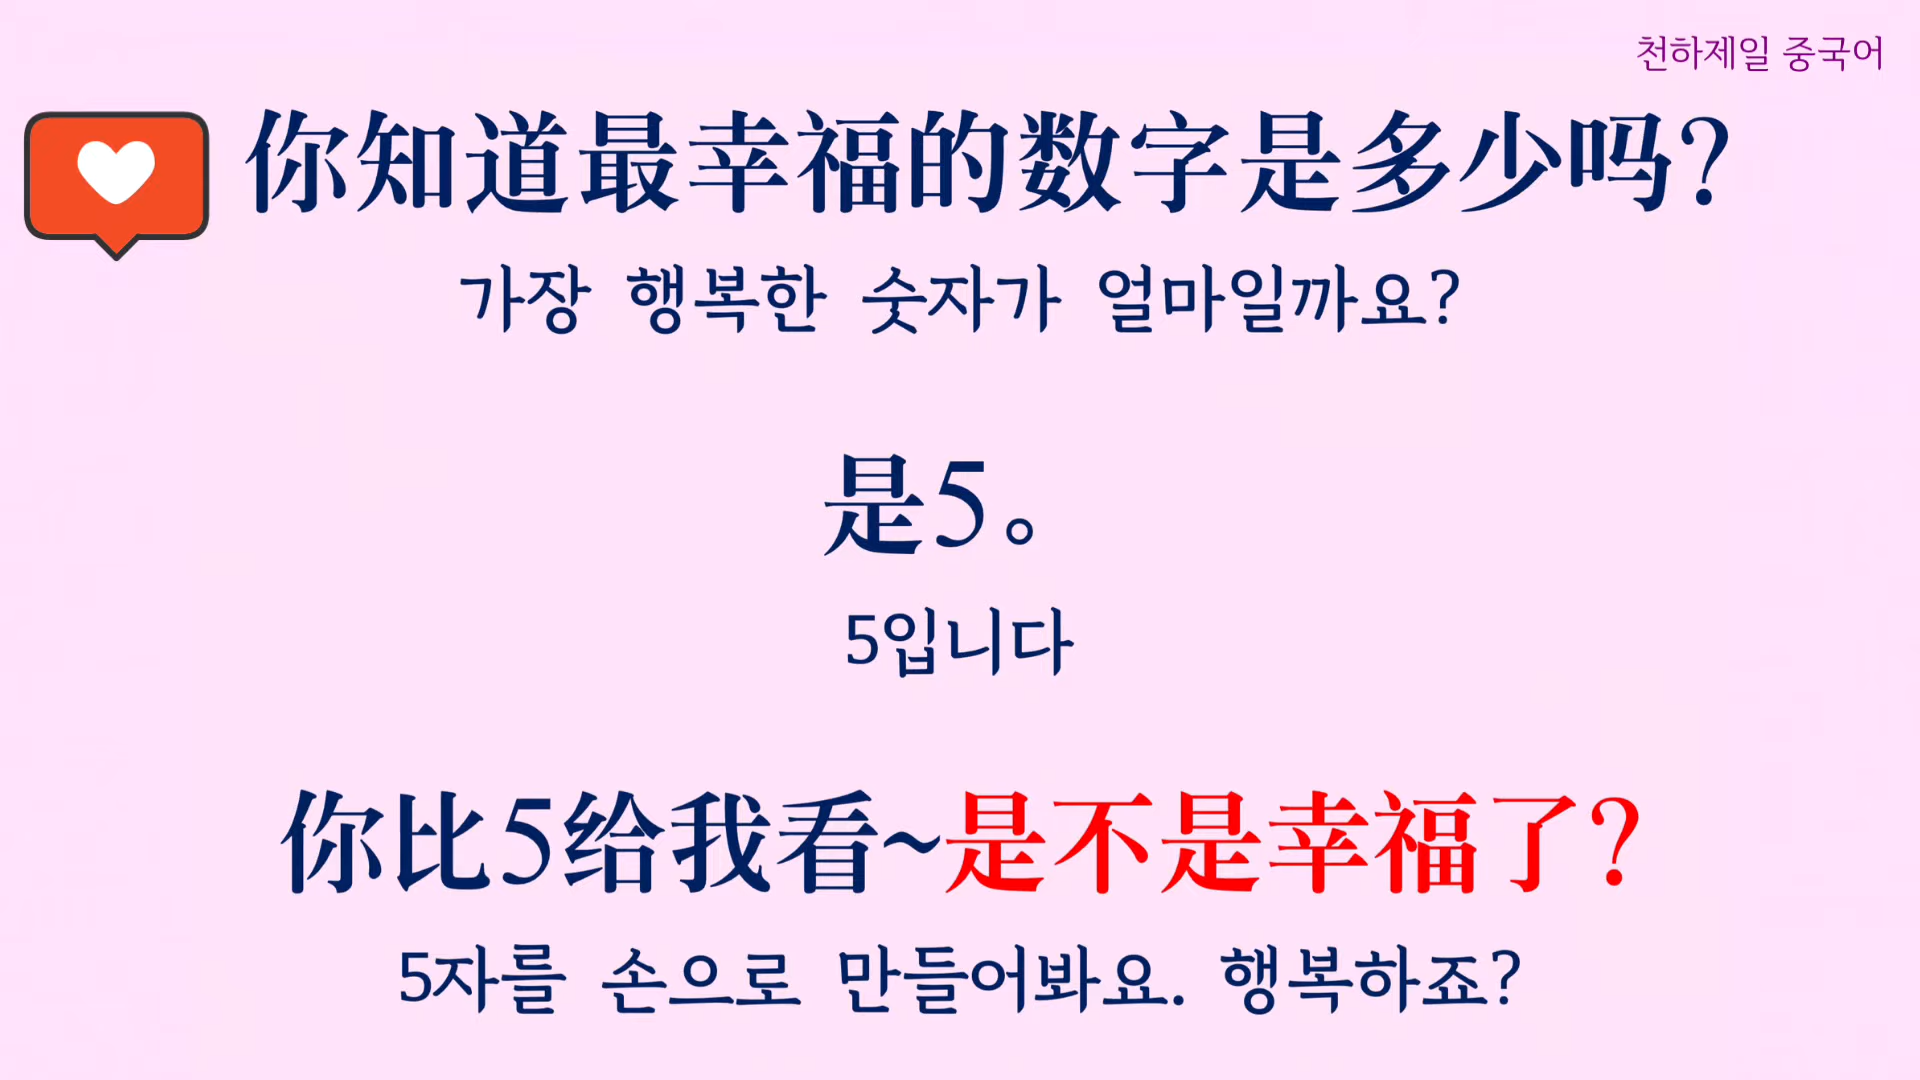 천하제일 중국어
你知道最幸福的数字是多少吗?
가장 행복한 숫자가 얼마일까요?
是5。
5입니다
你比5给我看~是不是幸福了?
5자를 손으로 만들어봐요. 행복하죠?